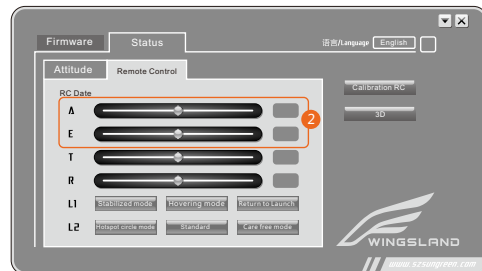 Firmware
Status
语言/Language English
Attitude
Remote Control
RC Date
A
E
2
T
R
L1 Stabilized mode Hovering mode Return to Launch
L2 Hotspot circle mode Standard Care free mode
Calibration RC
3D
WINGSLAND
www.szsungreen.com